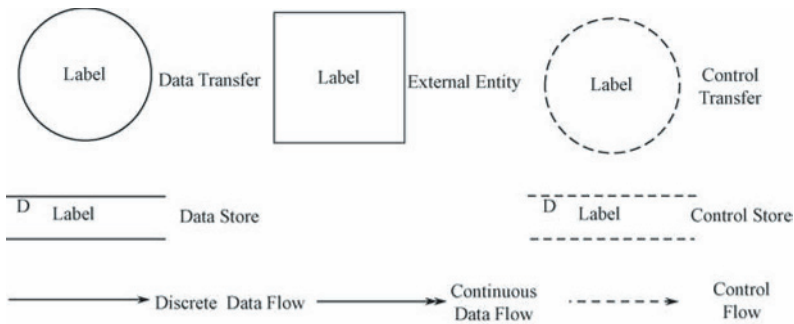 Label
Data Transfer
Label
External Entity
Label
Control
Transfer
D
Label
Data Store
D
Label
Control Store
Discrete Data Flow
Continuous
Data Flow
Control
Flow